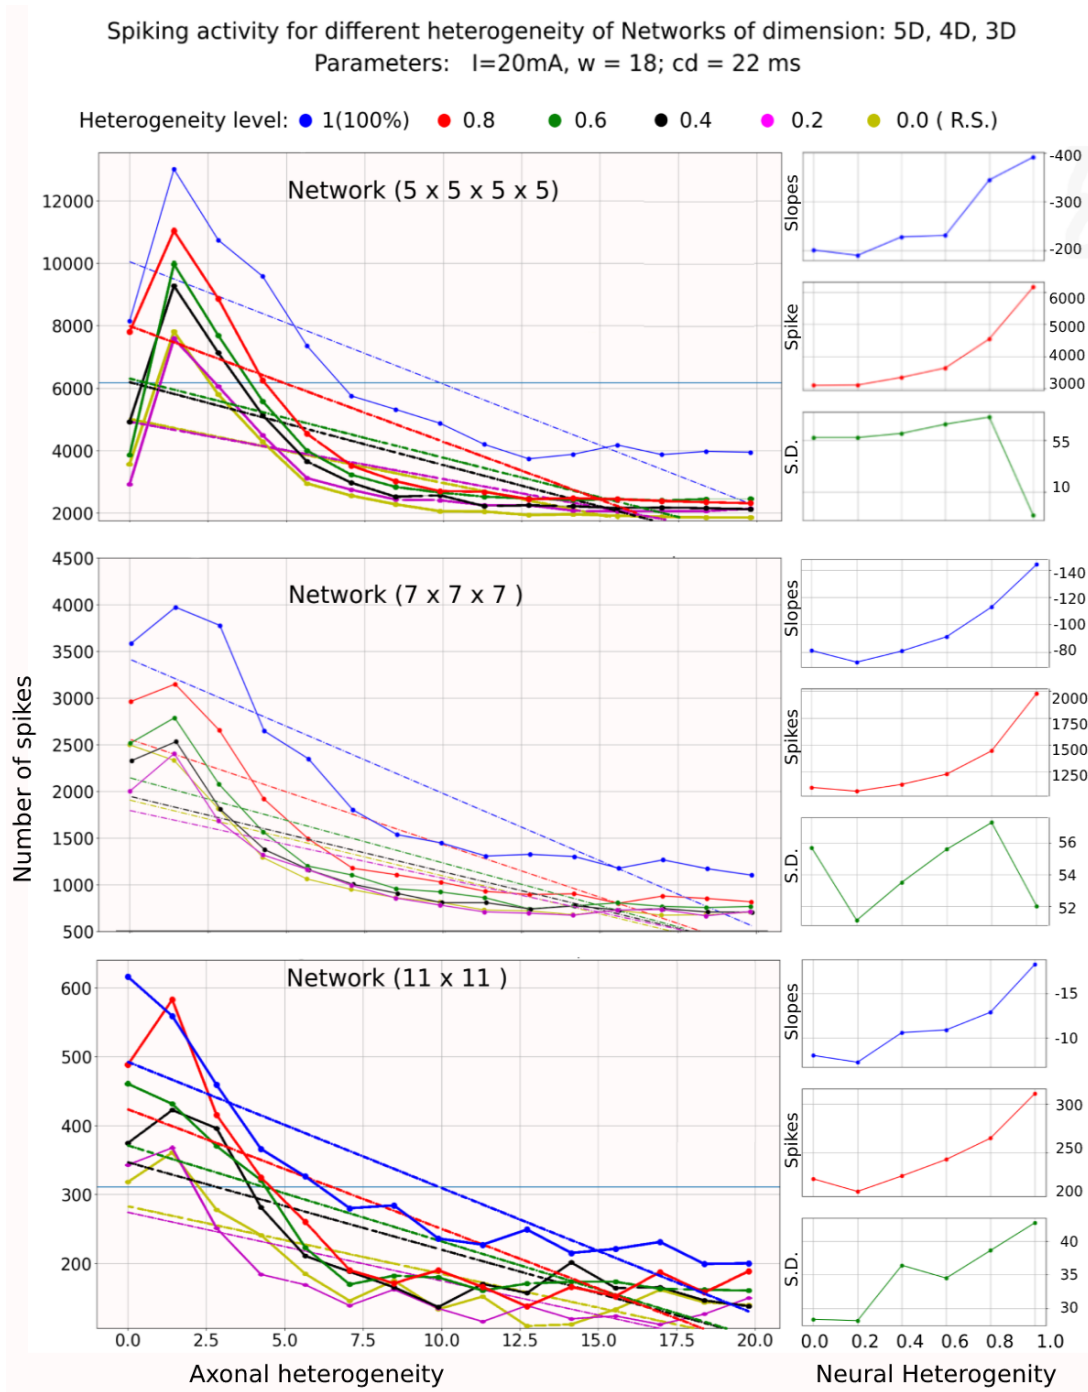 Spiking activity for different heterogeneity of Networks of dimension: 5D, 4D, 3D
Parameters: I=20mA, w = 18; cd = 22 ms
Heterogeneity level: 1(100%) 0.8 0.6 0.4 0.2 0.0 ( R.S.)
Network (5 x 5 x 5 x 5)
12000
10000
8000
6000
4000
2000
Slopes
-400
-300
-200
Spike
6000
5000
4000
3000
S.D.
55
10
Number of spikes
Network (7 x 7 x 7 )
4500
4000
3500
3000
2500
2000
1500
1000
500
Slopes
-140
-120
-100
-80
Spikes
2000
1750
1500
1250
S.D.
56
54
52
Network (11 x 11 )
600
500
400
300
200
0.0 2.5 5.0 7.5 10.0 12.5 15.0 17.5 20.0
Axonal heterogeneity
Slopes
-15
-10
Spikes
300
250
200
S.D.
40
35
30
0.0 0.2 0.4 0.6 0.8 1.0
Neural Heterogenity